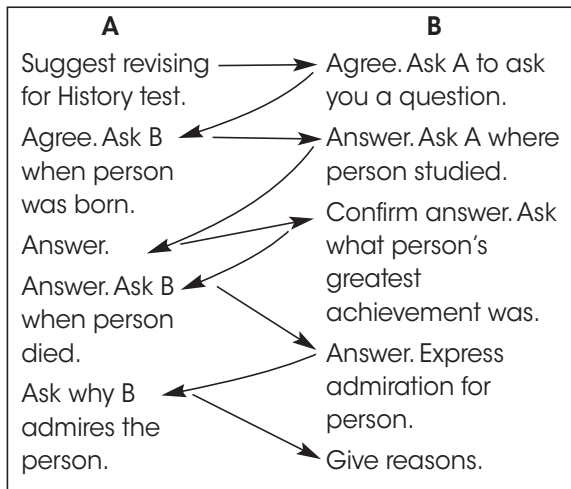 A
Suggest revising
for History test.
Agree. Ask B
when person
was born.
Answer.
Answer. Ask B
when person
died.
Ask why B
admires the
person.
B
Agree. Ask A to ask
you a question.
Answer. Ask A where
person studied.
Confirm answer. Ask
what person's
greatest
achievement was.
Answer. Express
admiration for
person.
Give reasons.